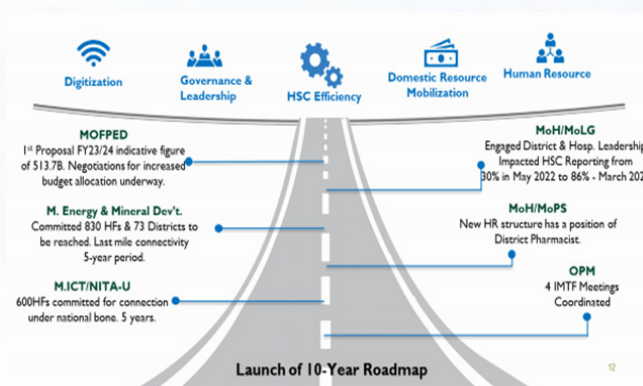 Digitization
Governance &
Leadership
HSC Efficiency
Domestic Resource
Mobilization
Human Resource
MOFPED
1st Proposal FY23/24 indicative figure
of 513.7B. Negotiations for increased
budget allocation underway.
M. Energy & Mineral Dev't.
Committed 830 HFs & 73 Districts to
be reached. Last mile connectivity
5-year period.
M.ICT/NITA-U
600HFs committed for connection
under national bone. 5 years.
MoH/MoLG
Engaged District & Hosp. Leadership
Impacted HSC Reporting from
30% in May 2022 to 86% - March 202
MoH/MoPS
New HR structure has a position of
District Pharmacist.
OPM
4 IMTF Meetings
Coordinated
Launch of 10-Year Roadmap
12